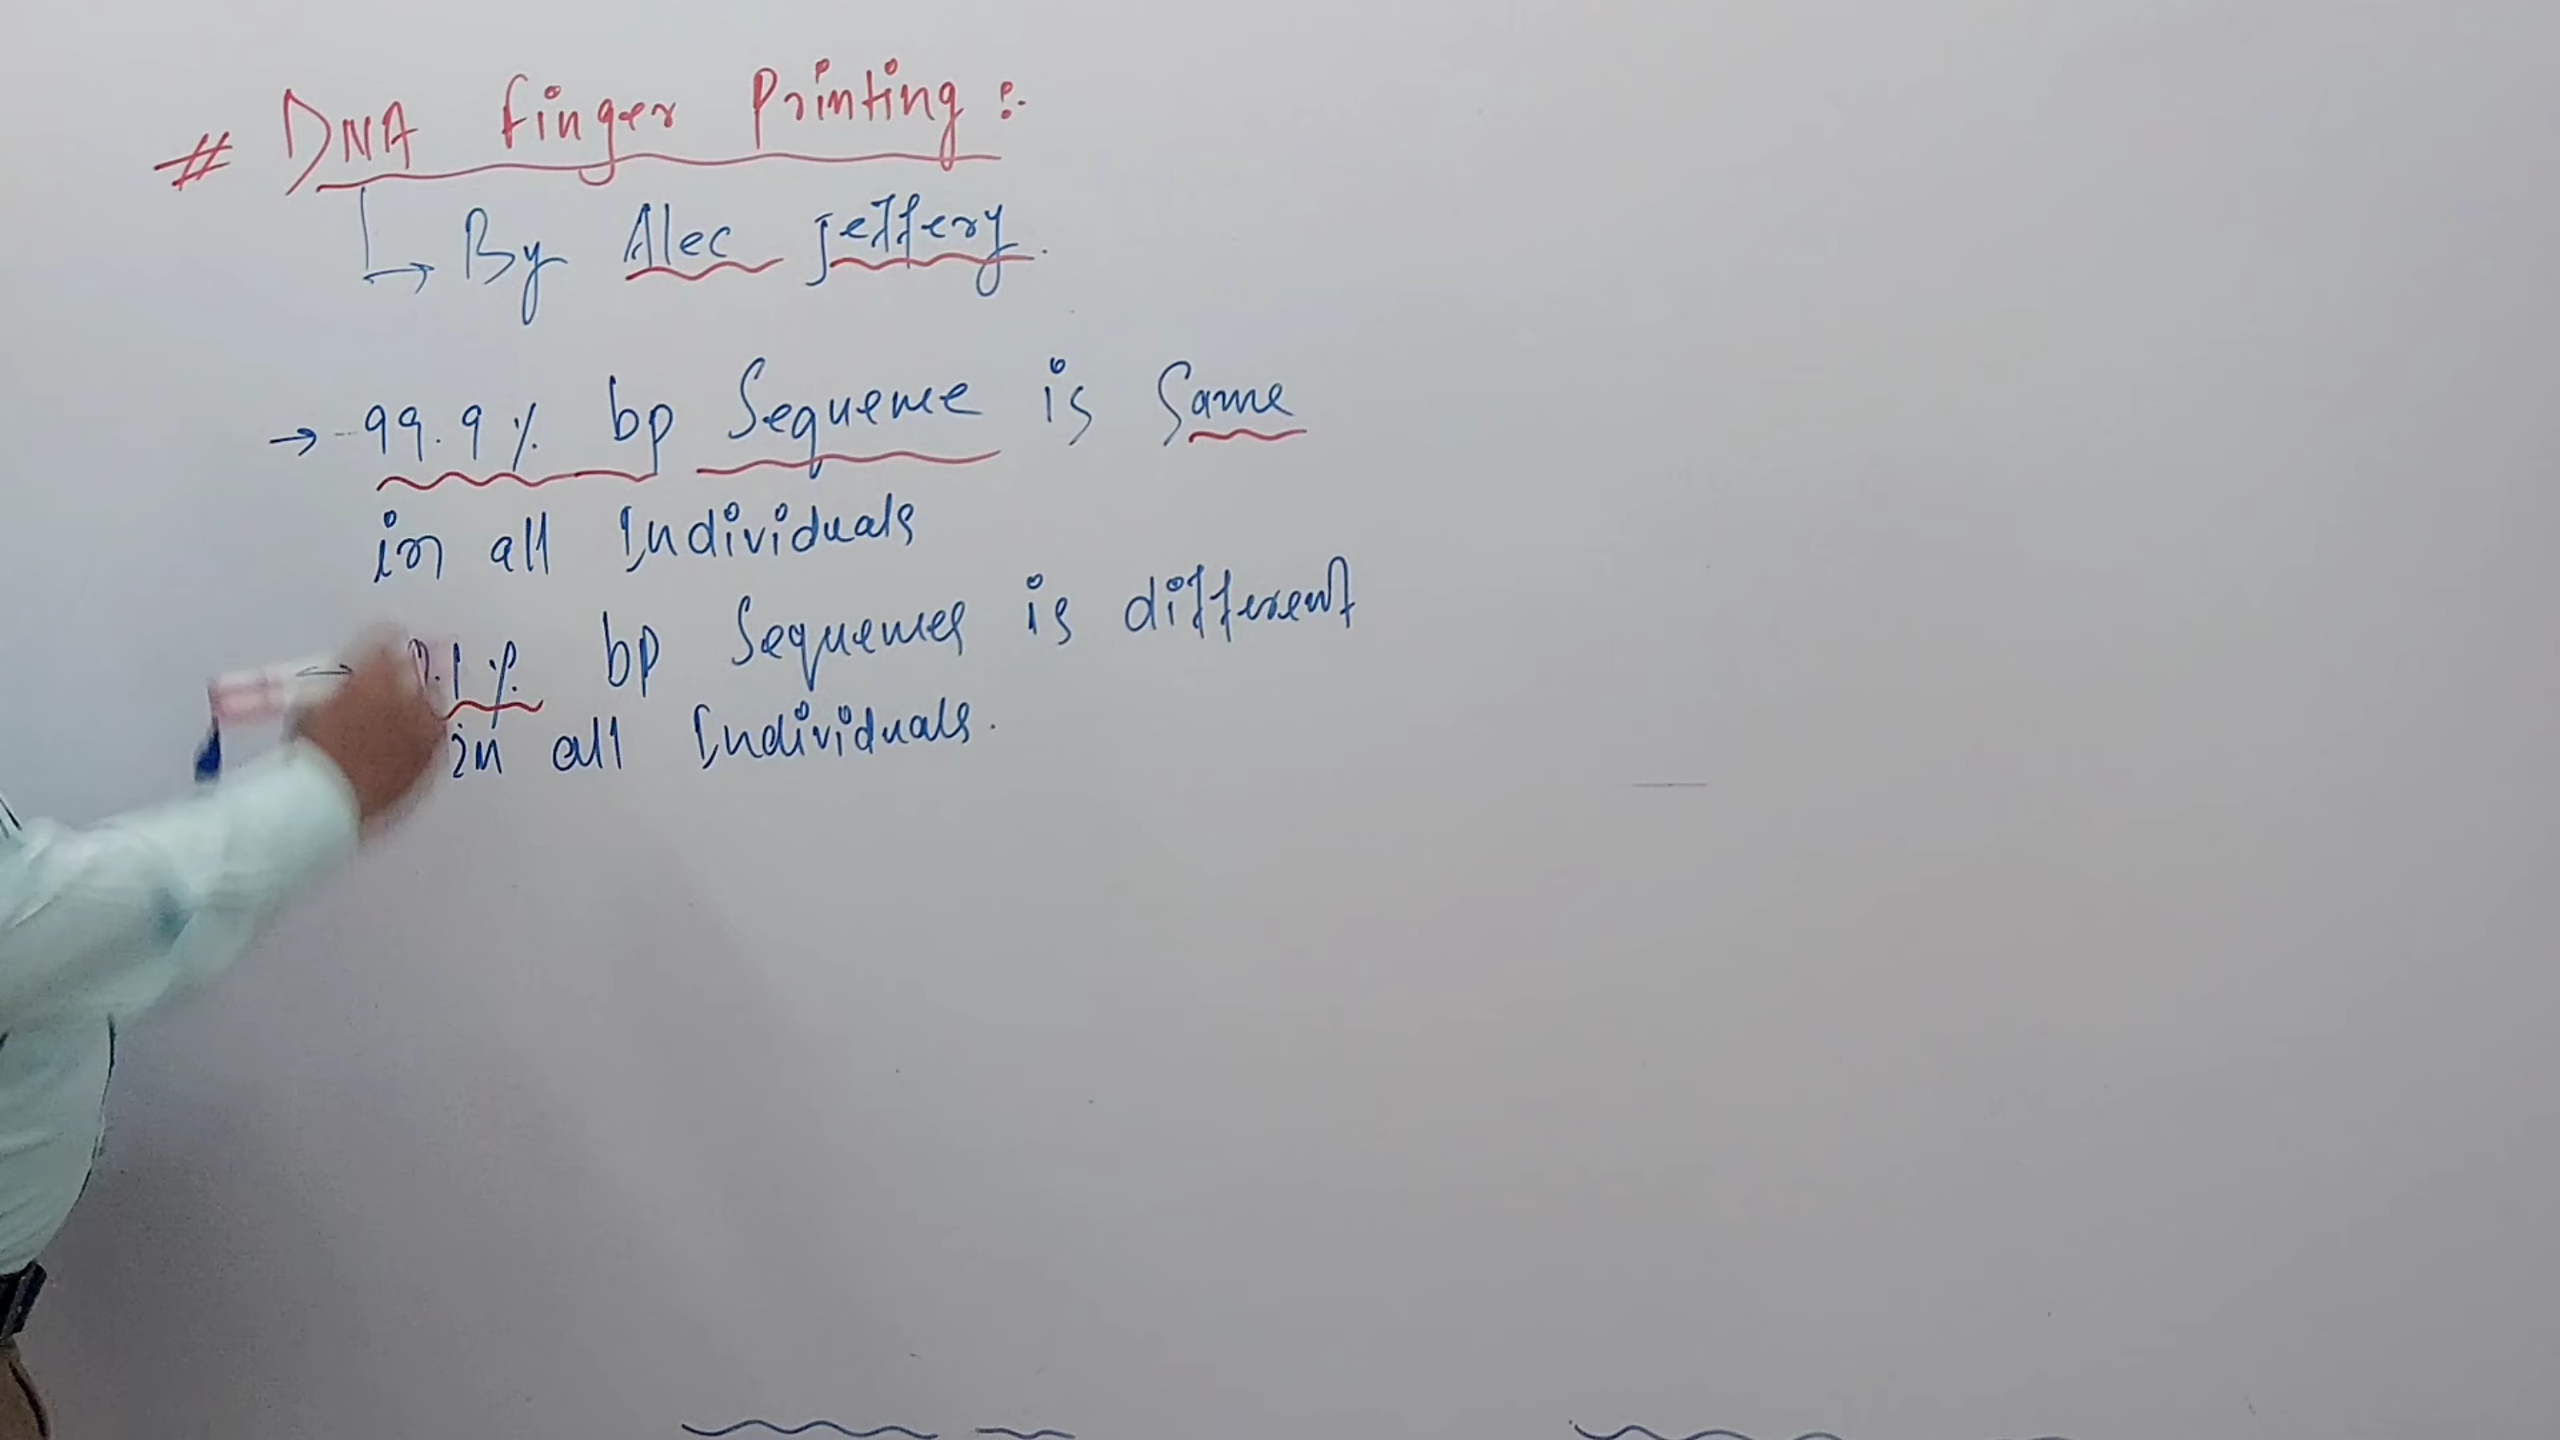 # DNA finger Printing :-
↳ By Alec Jeffery.
→ 99.9% bp Sequence is Same
in all Individuals
→ 0.1% bp Sequences is different
in all Individuals.